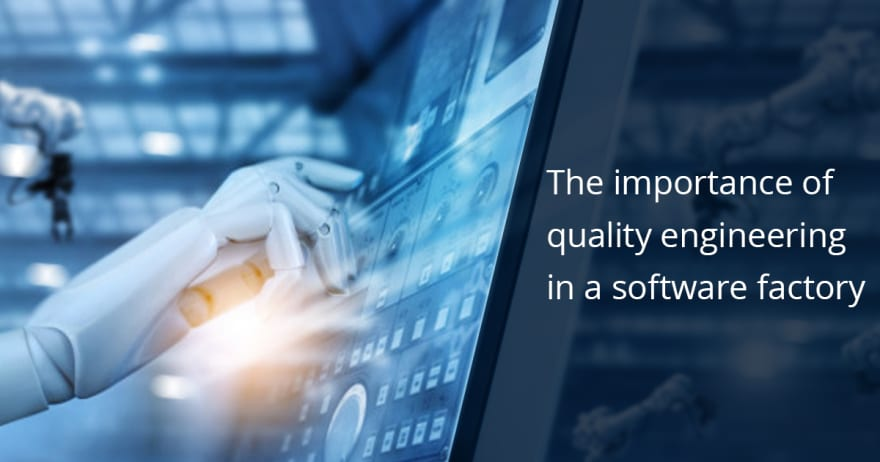 The importance of
quality engineering
in a software factory